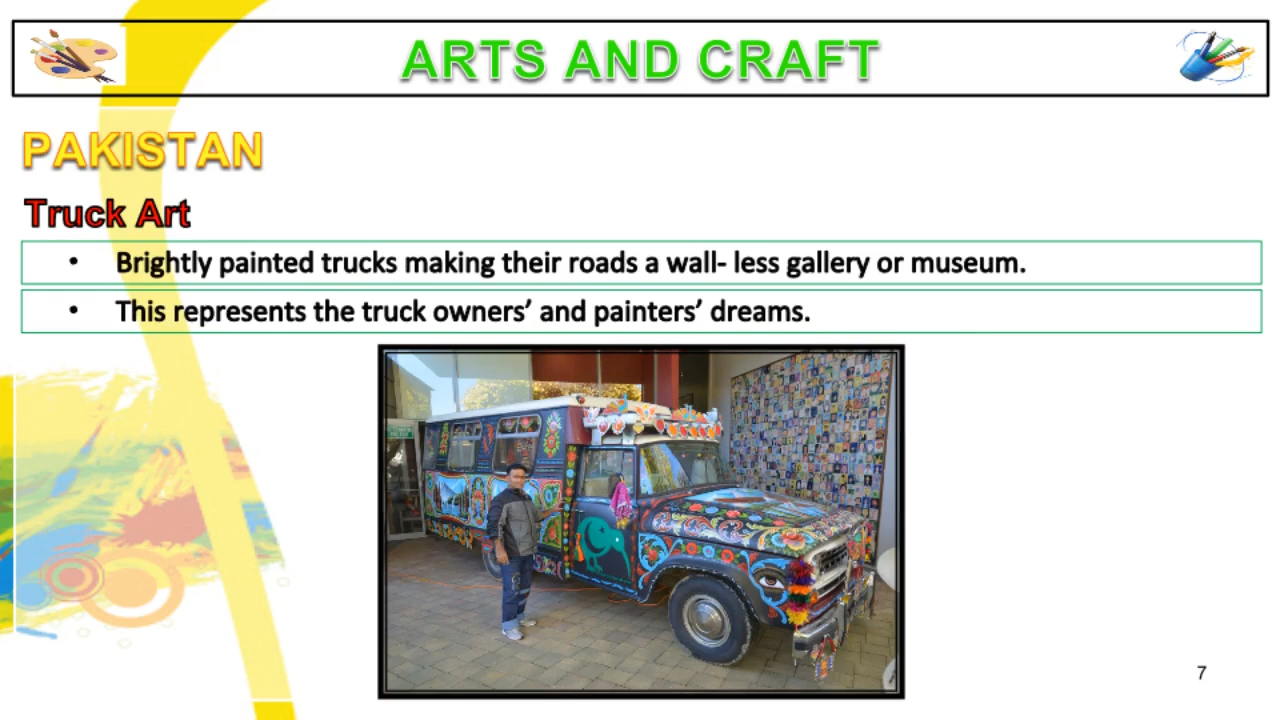 ARTS AND CRAFT
PAKISTAN
Truck Art
• Brightly painted trucks making their roads a wall- less gallery or museum.
• This represents the truck owners’ and painters’ dreams.
7